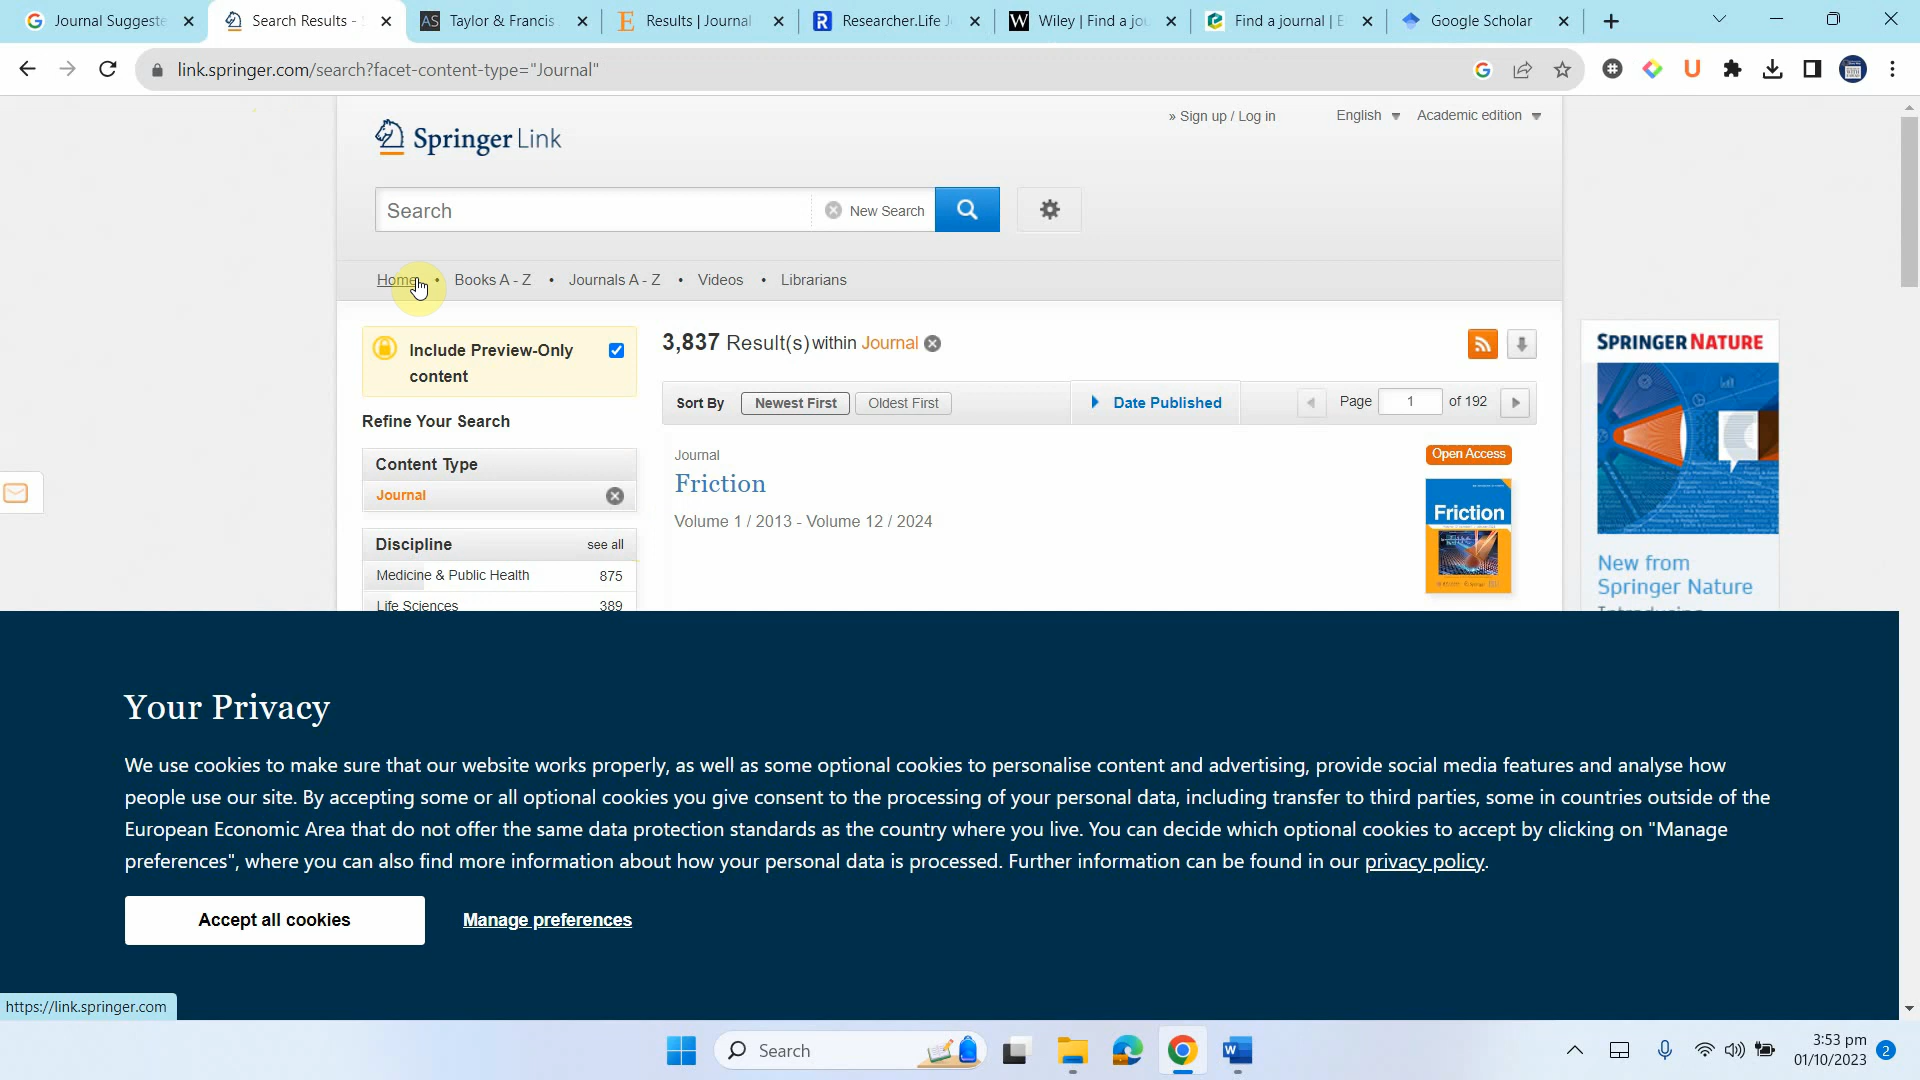 Journal Suggeste
Search Results -
Taylor & Francis
Results | Journal
Researcher.Life J
Wiley | Find a jou
Find a journal | E
Google Scholar
link.springer.com/search?facet-content-type="Journal"
» Sign up / Log in
English
Academic edition
Springer Link
Search
New Search
Home • Books A - Z • Journals A - Z • Videos • Librarians
Include Preview-Only
content
3,837 Result(s) within Journal
SPRINGER NATURE
Sort By Newest First Oldest First Date Published Page 1 of 192
Refine Your Search
Content Type
Journal
Journal
Friction
Volume 1 / 2013 - Volume 12 / 2024
Open Access
Friction
Discipline see all
Medicine & Public Health 875
Life Sciences 389
New from
Springer Nature
Introducing
Your Privacy
We use cookies to make sure that our website works properly, as well as some optional cookies to personalise content and advertising, provide social media features and analyse how
people use our site. By accepting some or all optional cookies you give consent to the processing of your personal data, including transfer to third parties, some in countries outside of the
European Economic Area that do not offer the same data protection standards as the country where you live. You can decide which optional cookies to accept by clicking on "Manage
preferences", where you can also find more information about how your personal data is processed. Further information can be found in our privacy policy.
Accept all cookies
Manage preferences
https://link.springer.com
Search
3:53 pm
01/10/2023
2